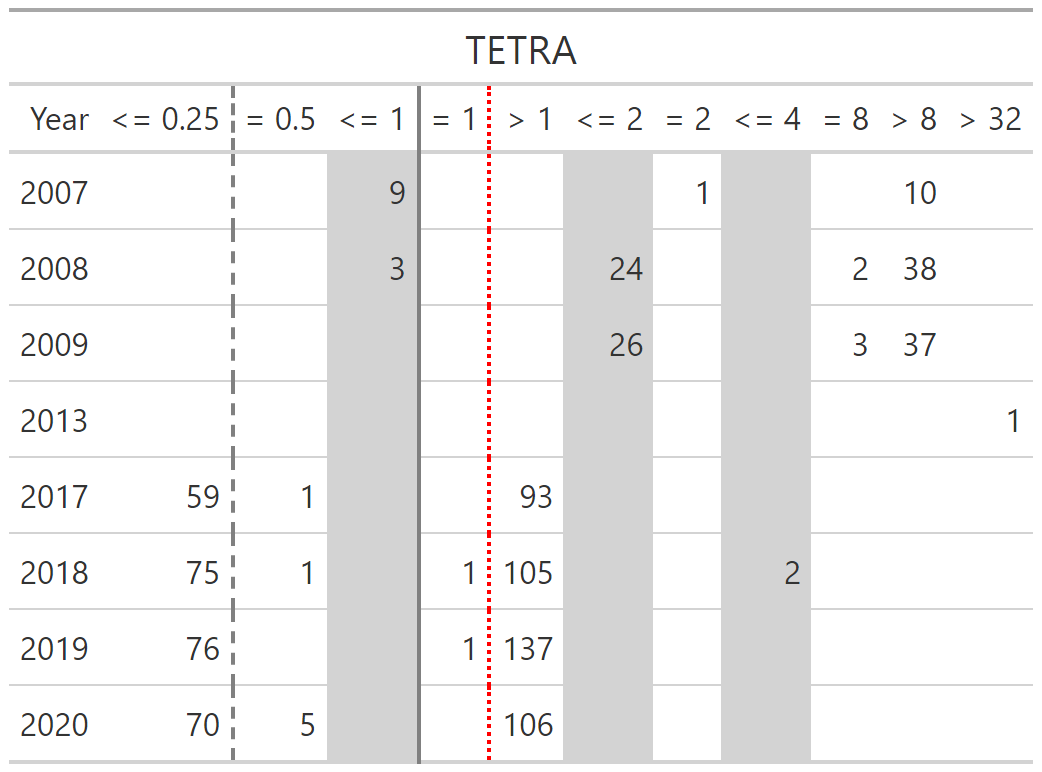 TETRA
Year <= 0.25 = 0.5 <= 1 = 1 > 1 <= 2 = 2 <= 4 = 8 > 8 > 32
2007 9 1 10
2008 3 24 2 38
2009 26 3 37
2013 1
2017 59 1 93
2018 75 1 1 105 2
2019 76 1 137
2020 70 5 106